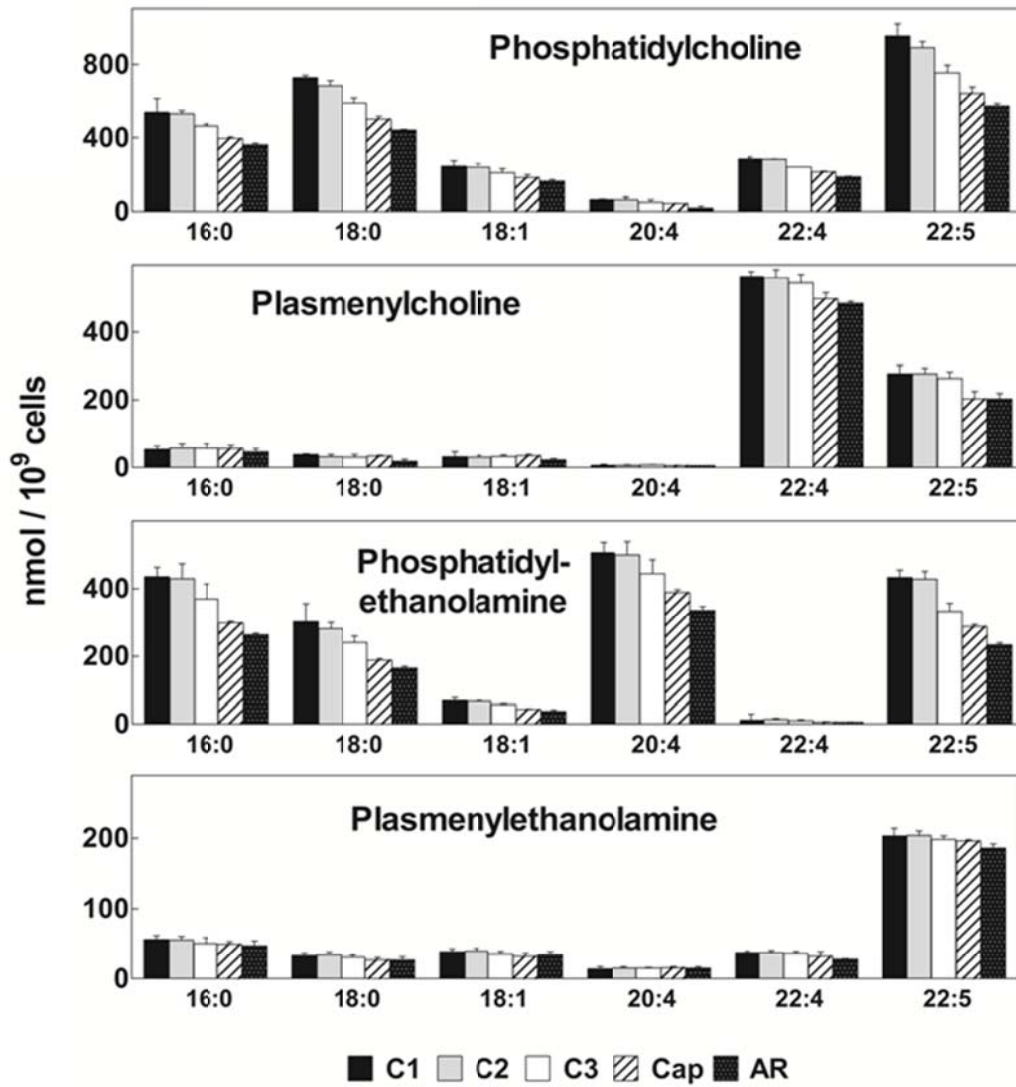 nmol / 10⁹ cells
Phosphatidylcholine
800
400
0
16:0 18:0 18:1 20:4 22:4 22:5
Plasmenylcholine
400
200
0
16:0 18:0 18:1 20:4 22:4 22:5
Phosphatidyl-
ethanolamine
400
200
0
16:0 18:0 18:1 20:4 22:4 22:5
Plasmenylethanolamine
200
100
0
16:0 18:0 18:1 20:4 22:4 22:5
C1 C2 C3 Cap AR